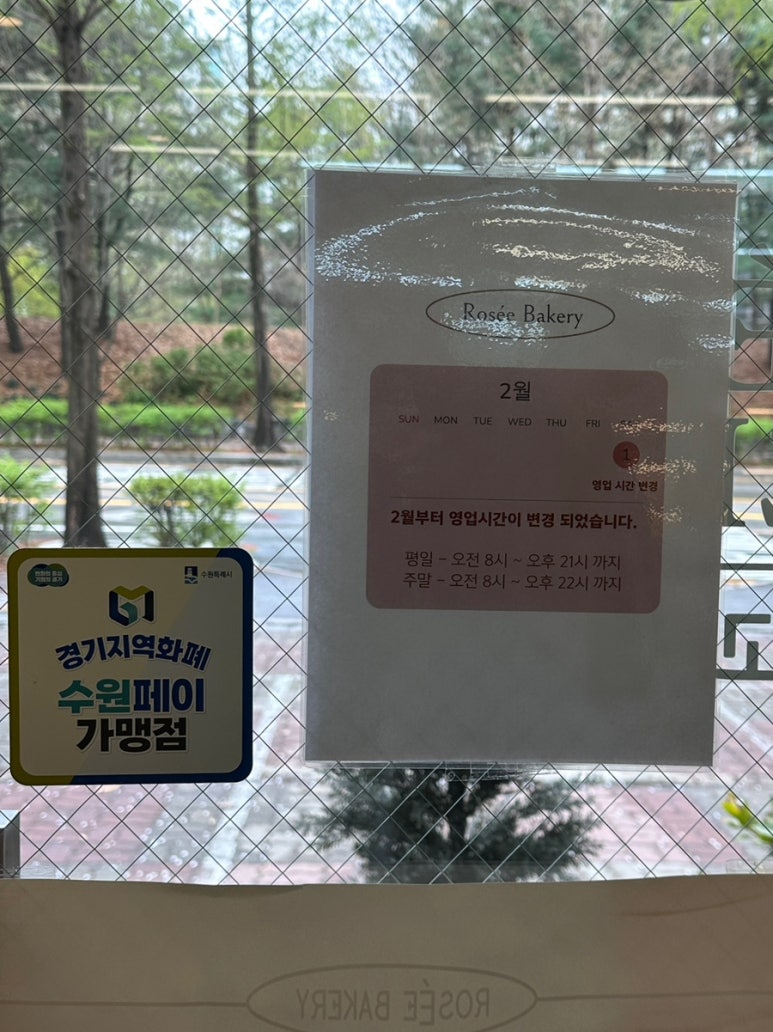 Rosée Bakery
2월
SUN MON TUE WED THU FRI
1
영업 시간 변경
2월부터 영업시간이 변경 되었습니다.
평일 – 오전 8시 ~ 오후 21시 까지
주말 – 오전 8시 ~ 오후 22시 까지
수원특례시
경기지역화폐
수원페이
가맹점
ROSÉE BAKERY